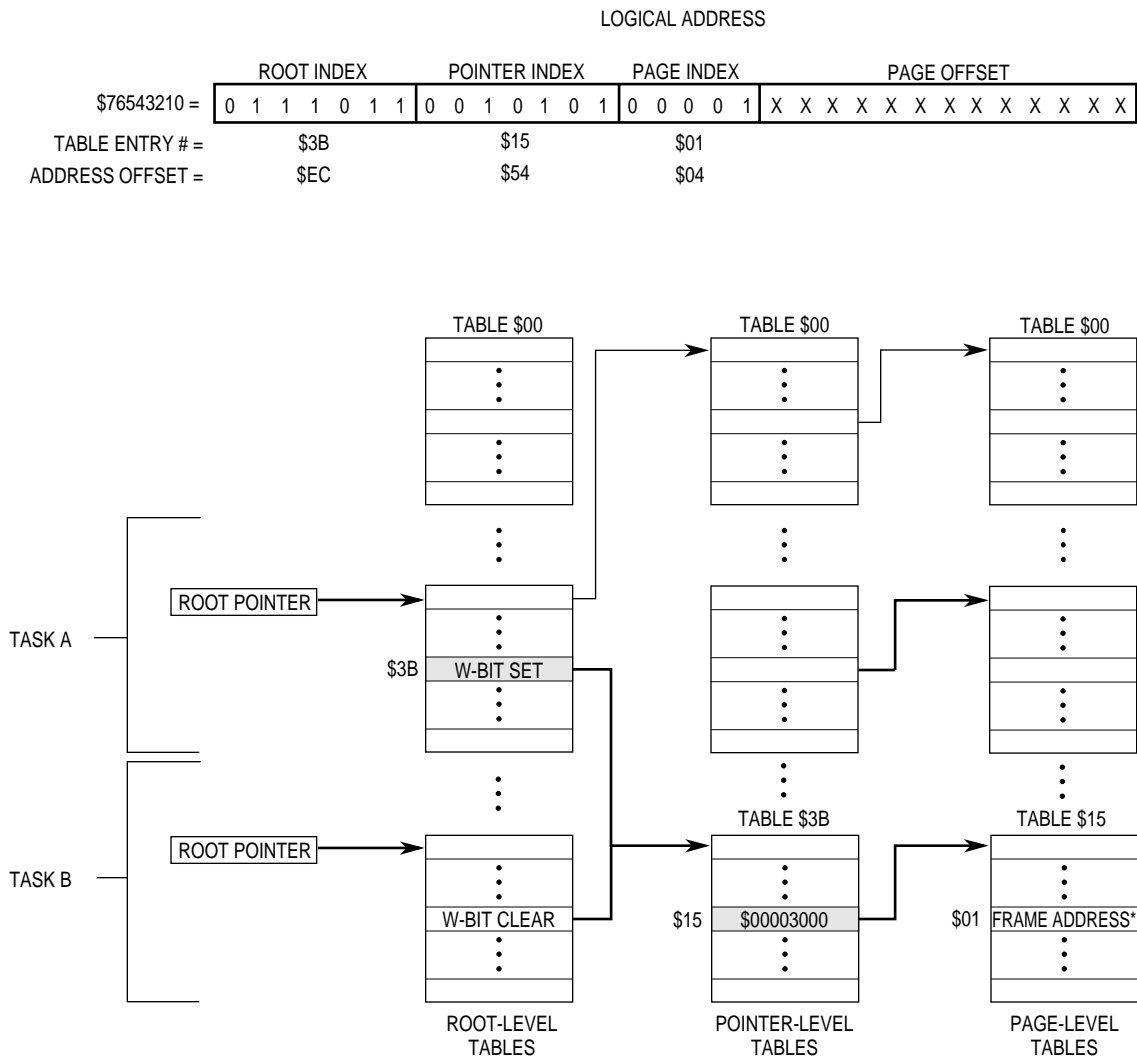 LOGICAL ADDRESS
ROOT INDEX POINTER INDEX PAGE INDEX PAGE OFFSET
$76543210 = 0 1 1 1 0 1 1 0 0 1 0 1 0 1 0 0 0 0 1 X X X X X X X X X X X X X
TABLE ENTRY # = $3B $15 $01
ADDRESS OFFSET = $EC $54 $04
TABLE $00 TABLE $00 TABLE $00
ROOT POINTER
TASK A
$3B W-BIT SET
TABLE $3B TABLE $15
ROOT POINTER
TASK B
W-BIT CLEAR $15 $00003000 $01 FRAME ADDRESS*
ROOT-LEVEL POINTER-LEVEL PAGE-LEVEL
TABLES TABLES TABLES